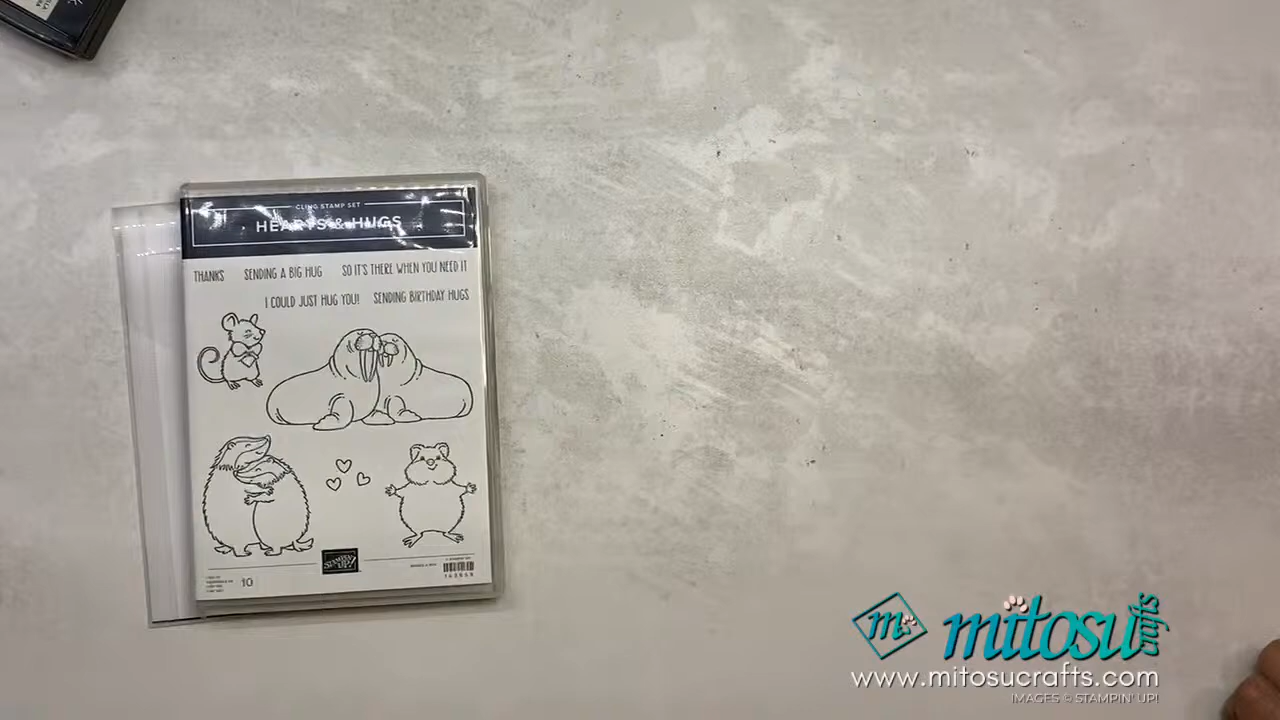 CLING STAMP SET
HEARTS & HUGS
THANKS SENDING A BIG HUG SO IT'S THERE WHEN YOU NEED IT
I COULD JUST HUG YOU! SENDING BIRTHDAY HUGS
STAMPIN' UP!
10
m
mitosu crafts
www.mitosucrafts.com
IMAGES © STAMPIN' UP!